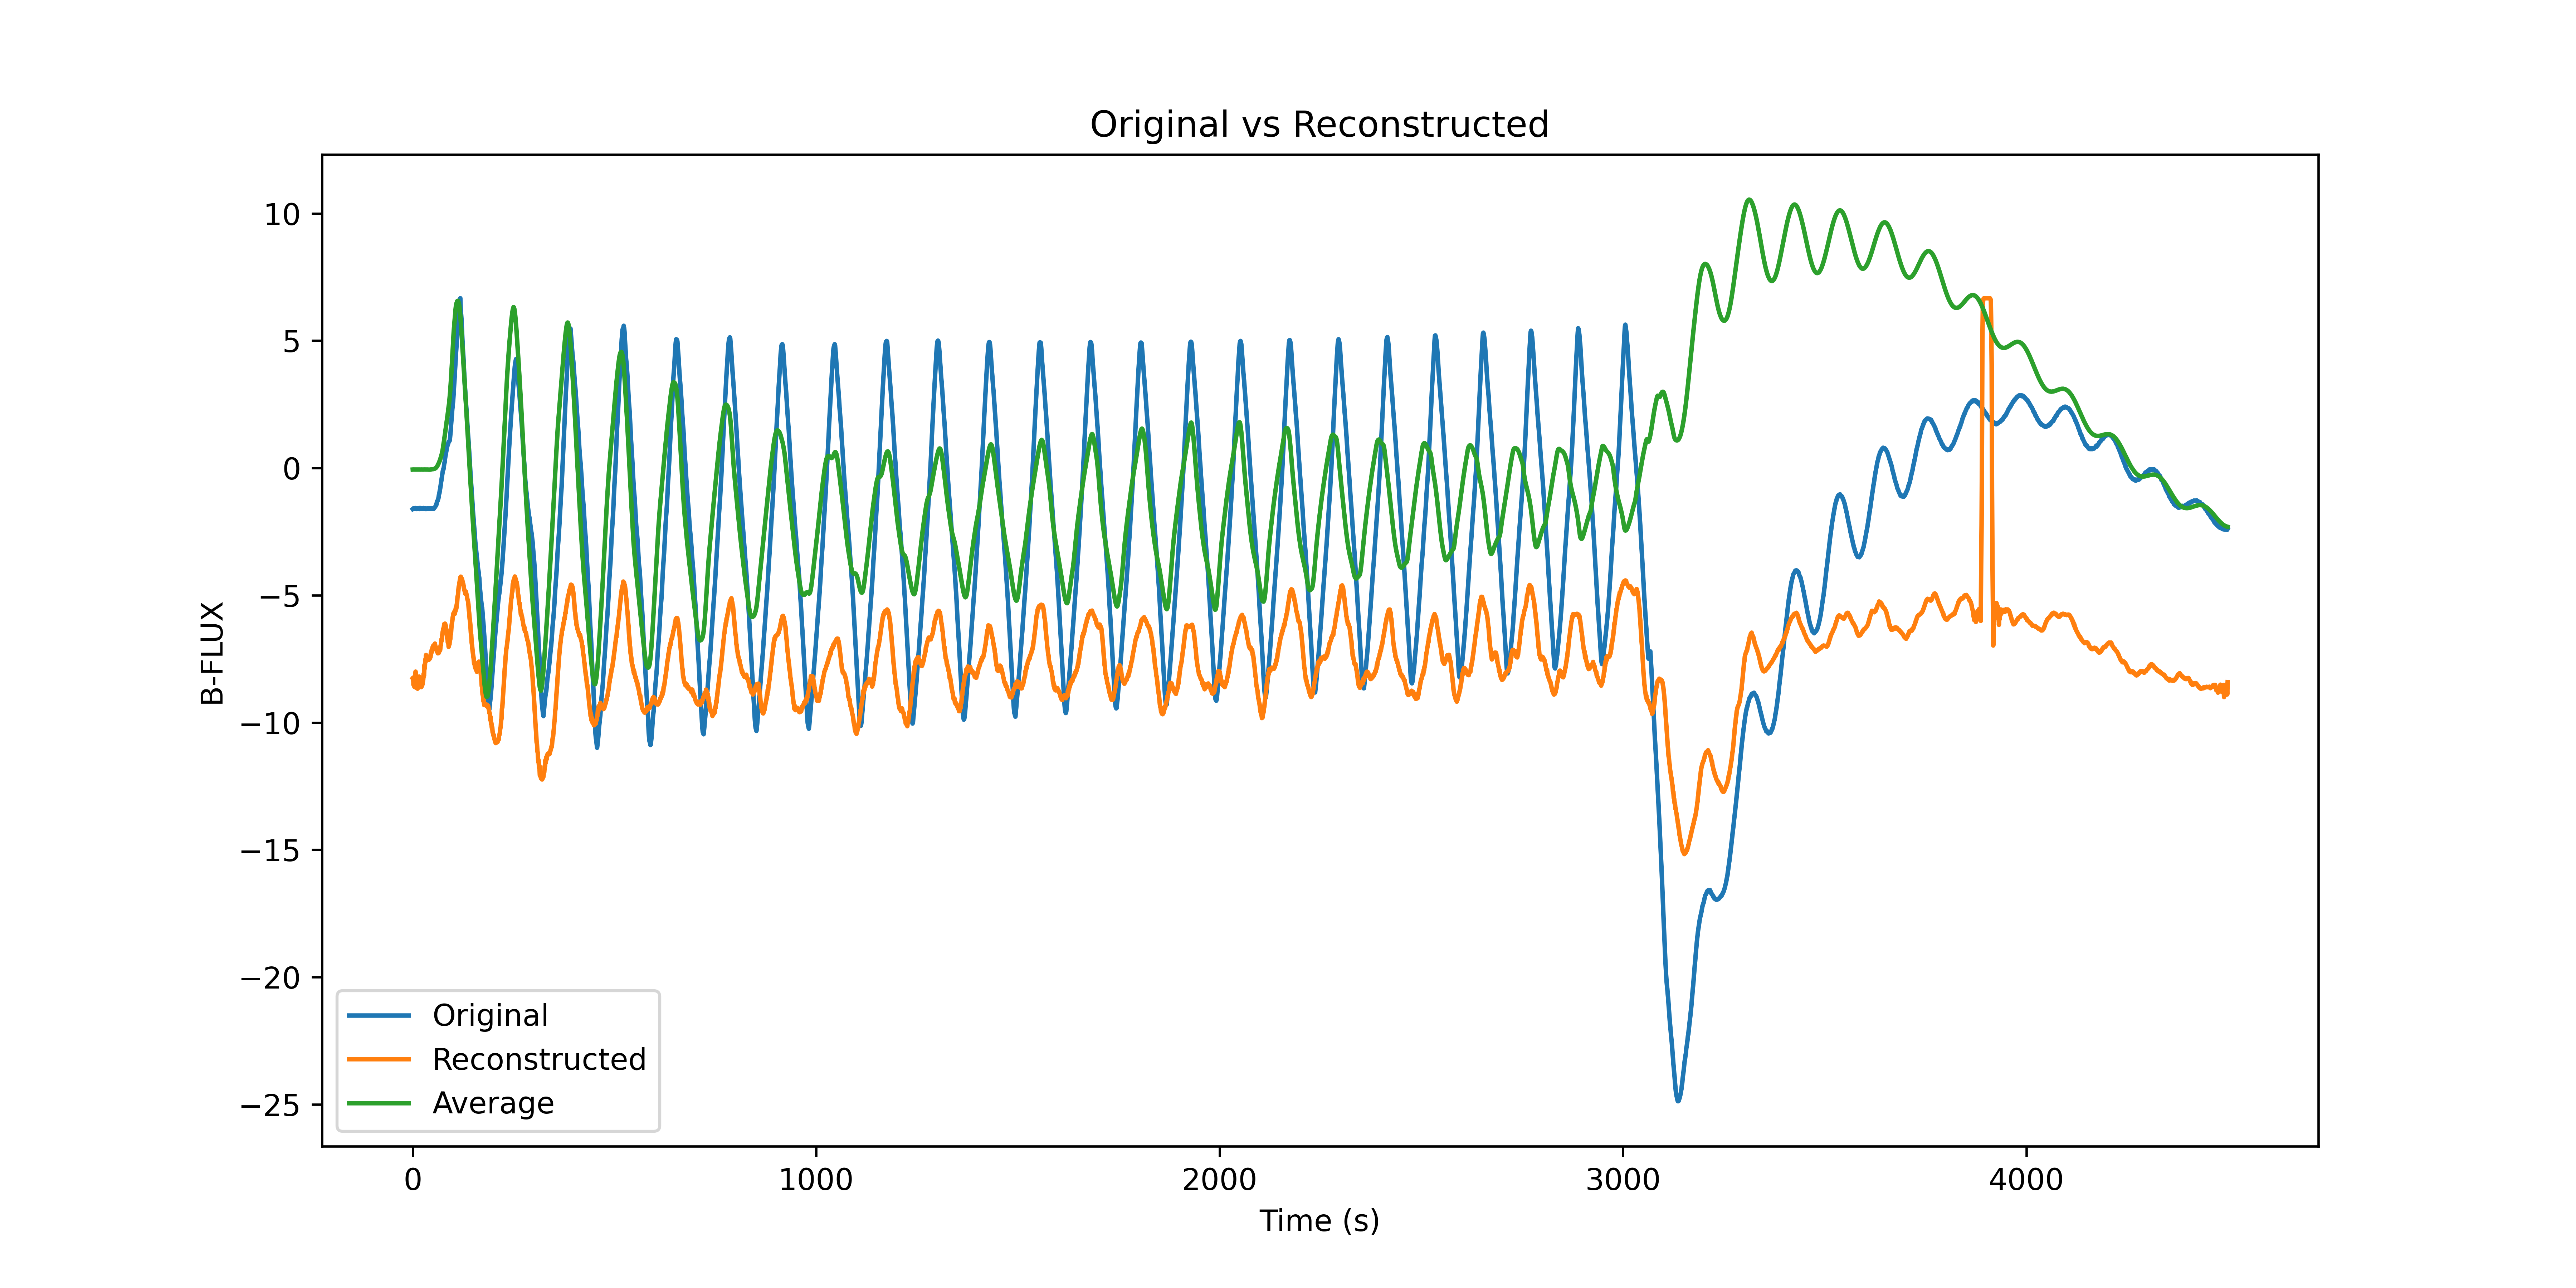 Original vs Reconstructed
B-FLUX
10
5
0
−5
−10
−15
−20
−25
Original
Reconstructed
Average
0 1000 2000 3000 4000
Time (s)